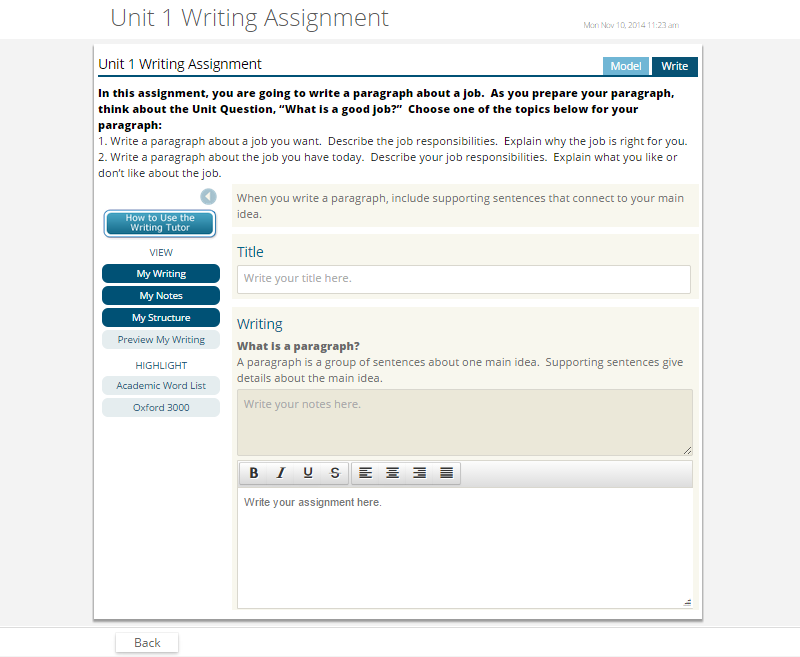 Unit 1 Writing Assignment
Mon Nov 10, 2014 11:23 am
Unit 1 Writing Assignment
Model
Write
In this assignment, you are going to write a paragraph about a job.  As you prepare your paragraph,
think about the Unit Question, “What is a good job?”  Choose one of the topics below for your
paragraph:
1. Write a paragraph about a job you want.  Describe the job responsibilities.  Explain why the job is right for you.
2. Write a paragraph about the job you have today.  Describe your job responsibilities.  Explain what you like or
don’t like about the job.
How to Use the
Writing Tutor
VIEW
My Writing
My Notes
My Structure
Preview My Writing
HIGHLIGHT
Academic Word List
Oxford 3000
When you write a paragraph, include supporting sentences that connect to your main
idea.
Title
Write your title here.
Writing
What is a paragraph?
A paragraph is a group of sentences about one main idea.  Supporting sentences give
details about the main idea.
Write your notes here.
B I U S
Write your assignment here.
Back